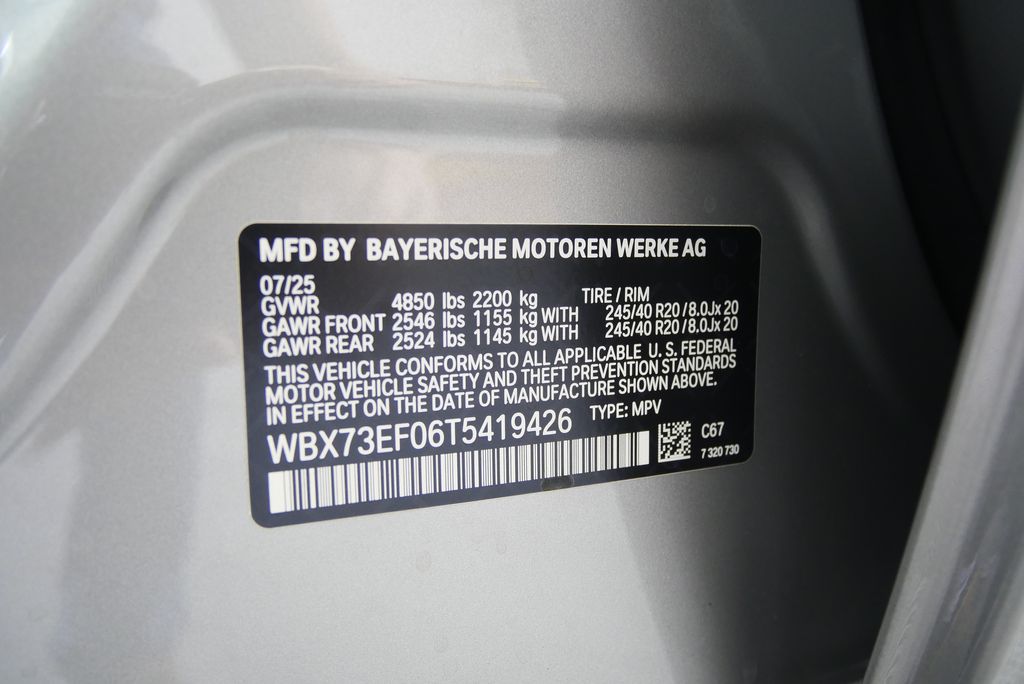 MFD BY BAYERISCHE MOTOREN WERKE AG
07/25
GVWR 4850 lbs 2200 kg TIRE / RIM
GAWR FRONT 2546 lbs 1155 kg WITH 245/40 R20 / 8.0Jx 20
GAWR REAR 2524 lbs 1145 kg WITH 245/40 R20 / 8.0Jx 20
THIS VEHICLE CONFORMS TO ALL APPLICABLE U. S. FEDERAL
MOTOR VEHICLE SAFETY AND THEFT PREVENTION STANDARDS
IN EFFECT ON THE DATE OF MANUFACTURE SHOWN ABOVE.
WBX73EF06T5419426 TYPE: MPV
C67
7 320 730